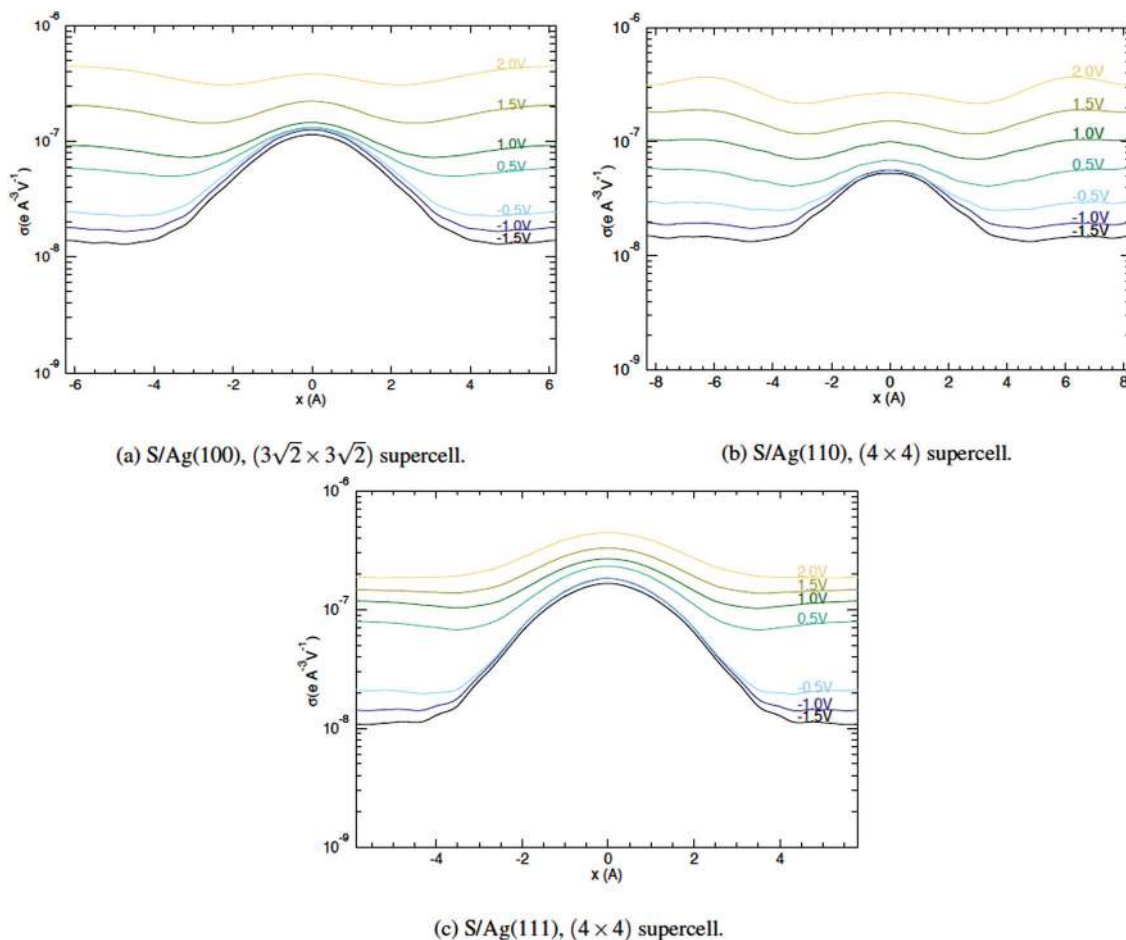 10⁻⁶
10⁻⁷
10⁻⁸
10⁻⁹
σ(e A⁻³V⁻¹)
2.0V
1.5V
1.0V
0.5V
-0.5V
-1.0V
-1.5V
-6 -4 -2 0 2 4 6
x (A)
(a) S/Ag(100), (3√2 × 3√2) supercell.
10⁻⁶
10⁻⁷
10⁻⁸
10⁻⁹
σ(e A⁻³V⁻¹)
2.0V
1.5V
1.0V
0.5V
-0.5V
-1.0V
-1.5V
-8 -6 -4 -2 0 2 4 6 8
x (A)
(b) S/Ag(110), (4 × 4) supercell.
10⁻⁶
10⁻⁷
10⁻⁸
10⁻⁹
σ(e A⁻³V⁻¹)
2.0V
1.5V
1.0V
0.5V
-0.5V
-1.0V
-1.5V
-4 -2 0 2 4
x (A)
(c) S/Ag(111), (4 × 4) supercell.